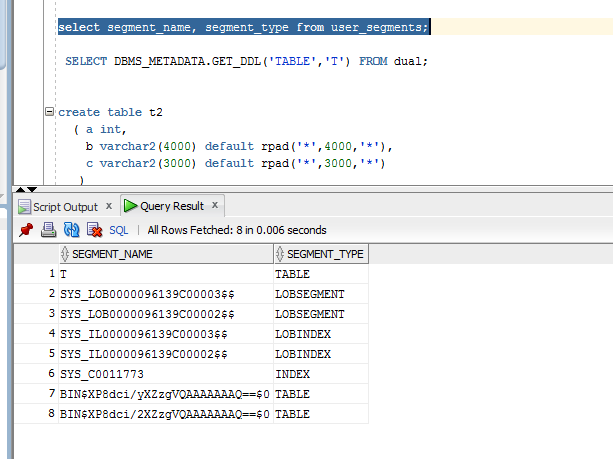 select segment_name, segment_type from user_segments;
SELECT DBMS_METADATA.GET_DDL('TABLE','T') FROM dual;
create table t2
( a int,
b varchar2(4000) default rpad('*',4000,'*'),
c varchar2(3000) default rpad('*',3000,'*')
)
Script Output x Query Result x
SQL | All Rows Fetched: 8 in 0.006 seconds
SEGMENT_NAME SEGMENT_TYPE
1 T TABLE
2 SYS_LOB0000096139C00003$$ LOBSEGMENT
3 SYS_LOB0000096139C00002$$ LOBSEGMENT
4 SYS_IL0000096139C00003$$ LOBINDEX
5 SYS_IL0000096139C00002$$ LOBINDEX
6 SYS_C0011773 INDEX
7 BIN$XP8dci/yXZzgVQAAAAAAAQ==$0 TABLE
8 BIN$XP8dci/2XZzgVQAAAAAAAQ==$0 TABLE